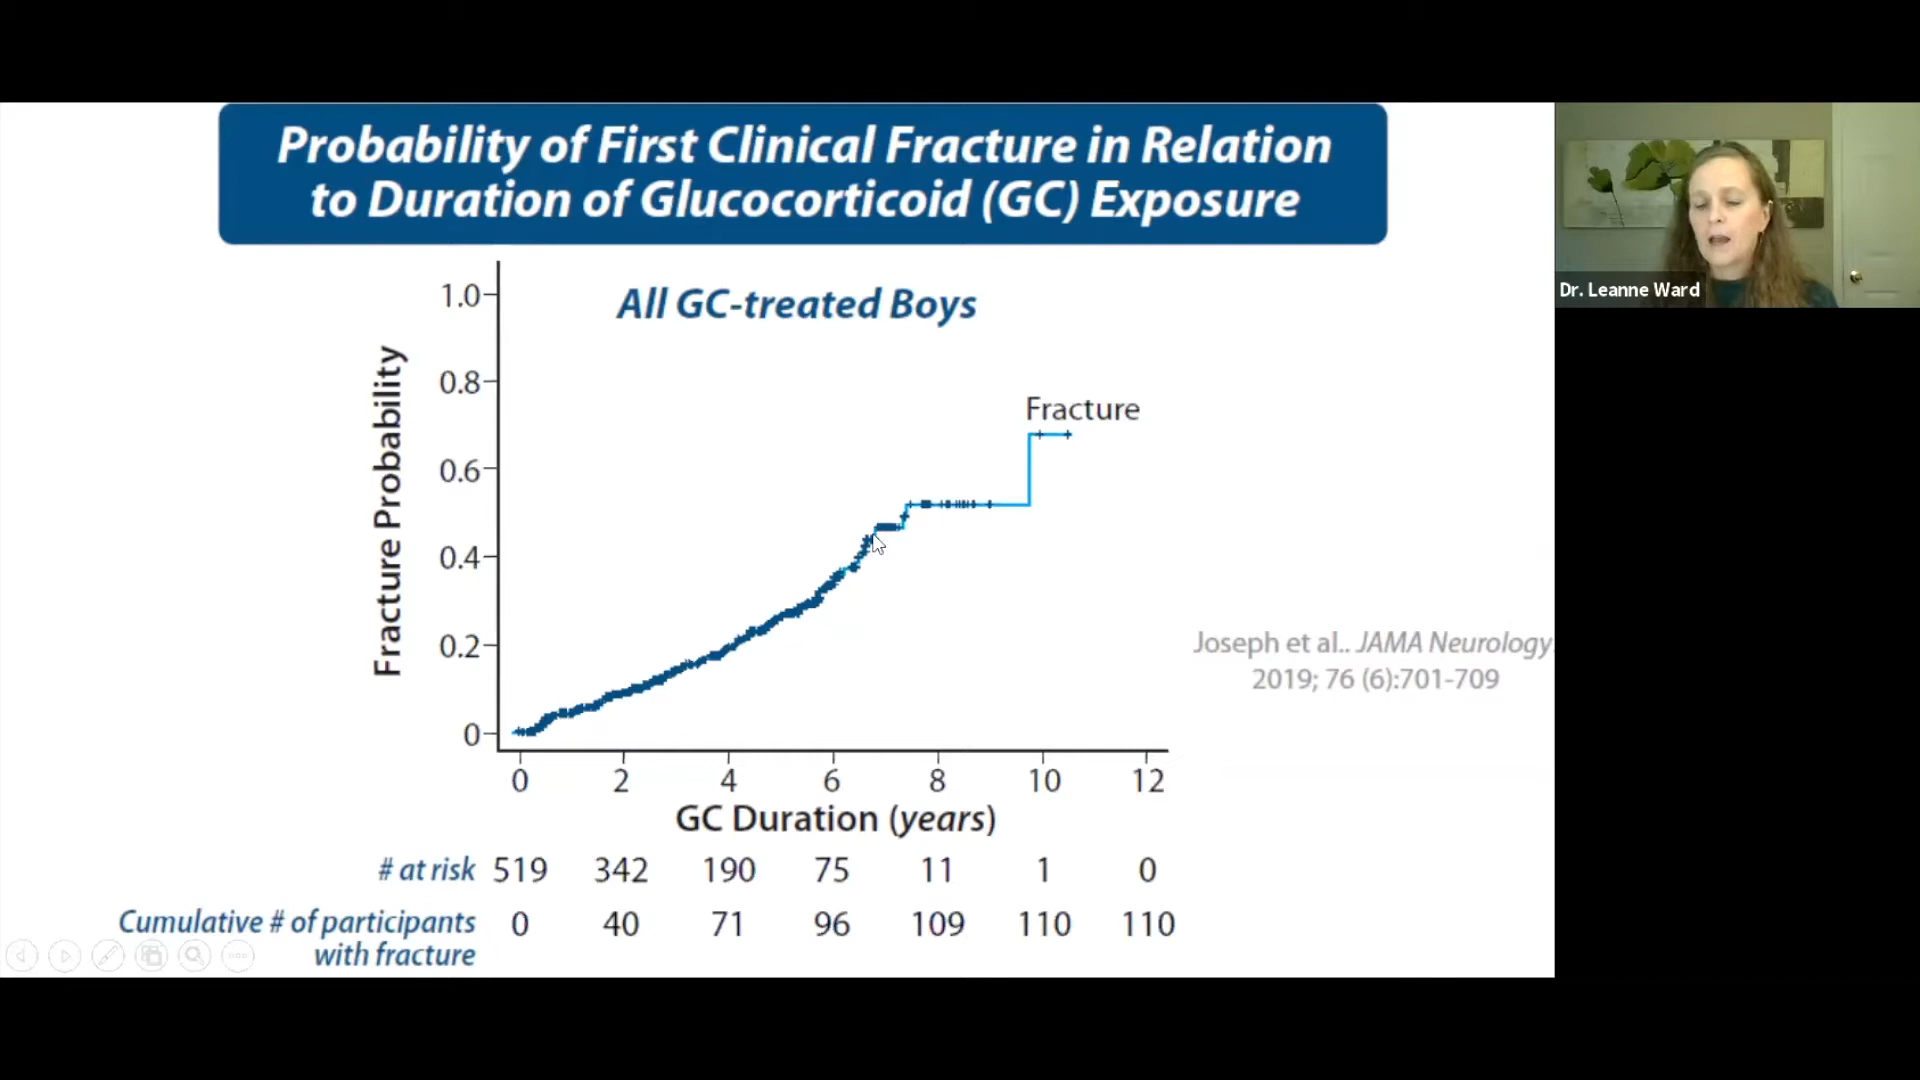 Probability of First Clinical Fracture in Relation
to Duration of Glucocorticoid (GC) Exposure
All GC-treated Boys
Fracture Probability
1.0
0.8
0.6
0.4
0.2
0
Fracture
0 2 4 6 8 10 12
GC Duration (years)
Joseph et al.. JAMA Neurology.
2019; 76 (6):701-709
# at risk 519 342 190 75 11 1 0
Cumulative # of participants
with fracture 0 40 71 96 109 110 110
Dr. Leanne Ward